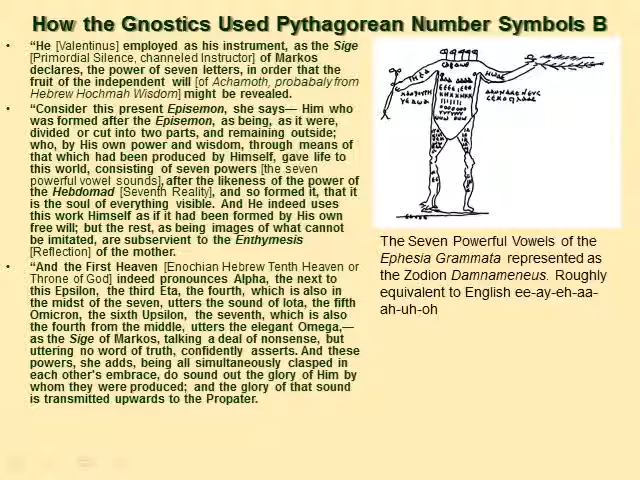 How the Gnostics Used Pythagorean Number Symbols B
• “He [Valentinus] employed as his instrument, as the Sige
[Primordial Silence, channeled Instructor] of Markos
declares, the power of seven letters, in order that the
fruit of the independent will [of Achamoth, probabaly from
Hebrew Hochmah Wisdom] might be revealed.
• “Consider this present Episemon, she says— Him who
was formed after the Episemon, as being, as it were,
divided or cut into two parts, and remaining outside;
who, by His own power and wisdom, through means of
that which had been produced by Himself, gave life to
this world, consisting of seven powers [the seven
powerful vowel sounds], after the likeness of the power of
the Hebdomad [Seventh Reality], and so formed it, that it
is the soul of everything visible. And He indeed uses
this work Himself as if it had been formed by His own
free will; but the rest, as being images of what cannot
be imitated, are subservient to the Enthymesis
[Reflection] of the mother.
• “And the First Heaven [Enochian Hebrew Tenth Heaven or
Throne of God] indeed pronounces Alpha, the next to
this Epsilon, the third Eta, the fourth, which is also in
the midst of the seven, utters the sound of Iota, the fifth
Omicron, the sixth Upsilon, the seventh, which is also
the fourth from the middle, utters the elegant Omega,—
as the Sige of Markos, talking a deal of nonsense, but
uttering no word of truth, confidently asserts. And these
powers, she adds, being all simultaneously clasped in
each other's embrace, do sound out the glory of Him by
whom they were produced; and the glory of that sound
is transmitted upwards to the Propater.
The Seven Powerful Vowels of the
Ephesia Grammata represented as
the Zodion Damnameneus. Roughly
equivalent to English ee-ay-eh-aa-
ah-uh-oh